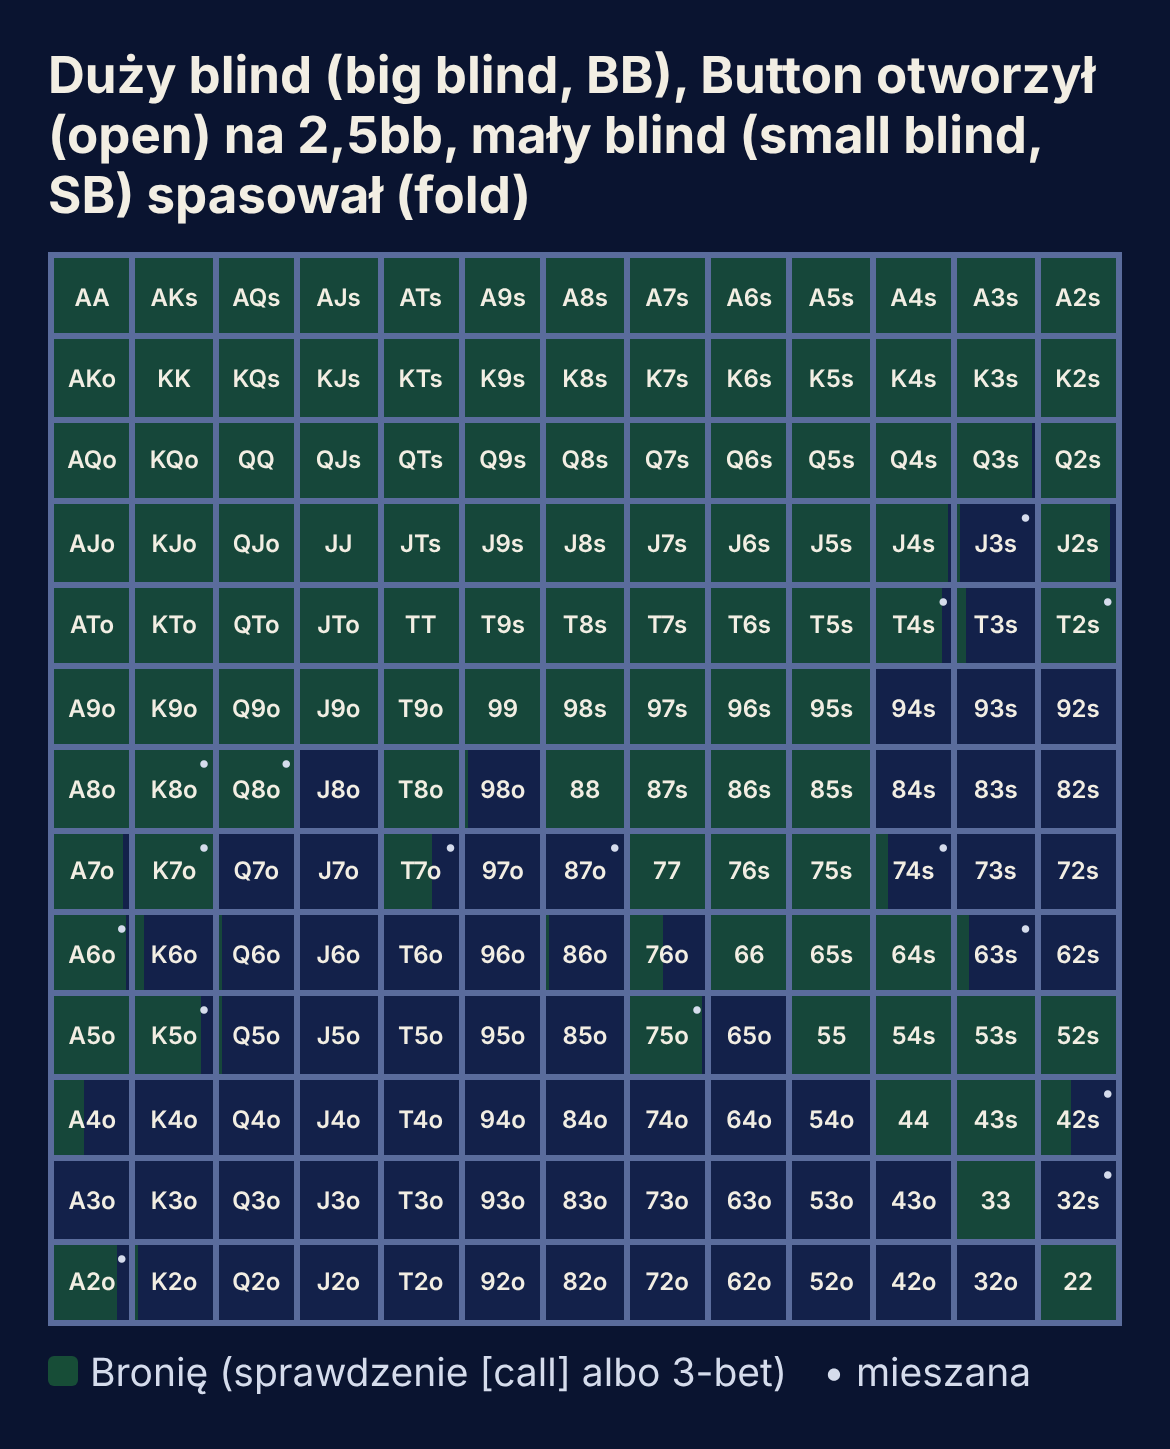 Duży blind (big blind, BB), Button otworzył
(open) na 2,5bb, mały blind (small blind,
SB) spasował (fold)
AA AKs AQs AJs ATs A9s A8s A7s A6s A5s A4s A3s A2s
AKo KK KQs KJs KTs K9s K8s K7s K6s K5s K4s K3s K2s
AQo KQo QQ QJs QTs Q9s Q8s Q7s Q6s Q5s Q4s Q3s Q2s
AJo KJo QJo JJ JTs J9s J8s J7s J6s J5s J4s J3s J2s
ATo KTo QTo JTo TT T9s T8s T7s T6s T5s T4s T3s T2s
A9o K9o Q9o J9o T9o 99 98s 97s 96s 95s 94s 93s 92s
A8o K8o Q8o J8o T8o 98o 88 87s 86s 85s 84s 83s 82s
A7o K7o Q7o J7o T7o 97o 87o 77 76s 75s 74s 73s 72s
A6o K6o Q6o J6o T6o 96o 86o 76o 66 65s 64s 63s 62s
A5o K5o Q5o J5o T5o 95o 85o 75o 65o 55 54s 53s 52s
A4o K4o Q4o J4o T4o 94o 84o 74o 64o 54o 44 43s 42s
A3o K3o Q3o J3o T3o 93o 83o 73o 63o 53o 43o 33 32s
A2o K2o Q2o J2o T2o 92o 82o 72o 62o 52o 42o 32o 22
Bronię (sprawdzenie [call] albo 3-bet) mieszana